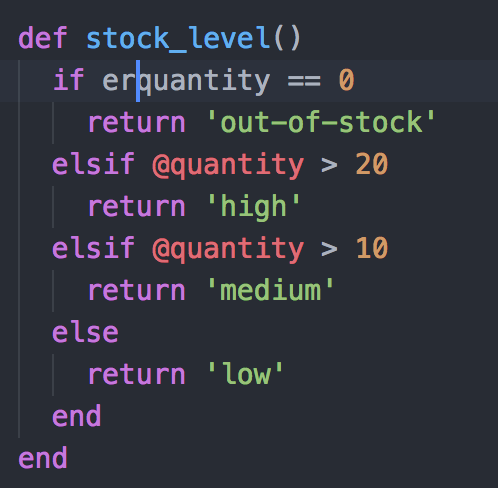 def stock_level()
if erquantity == 0
return 'out-of-stock'
elsif @quantity > 20
return 'high'
elsif @quantity > 10
return 'medium'
else
return 'low'
end
end